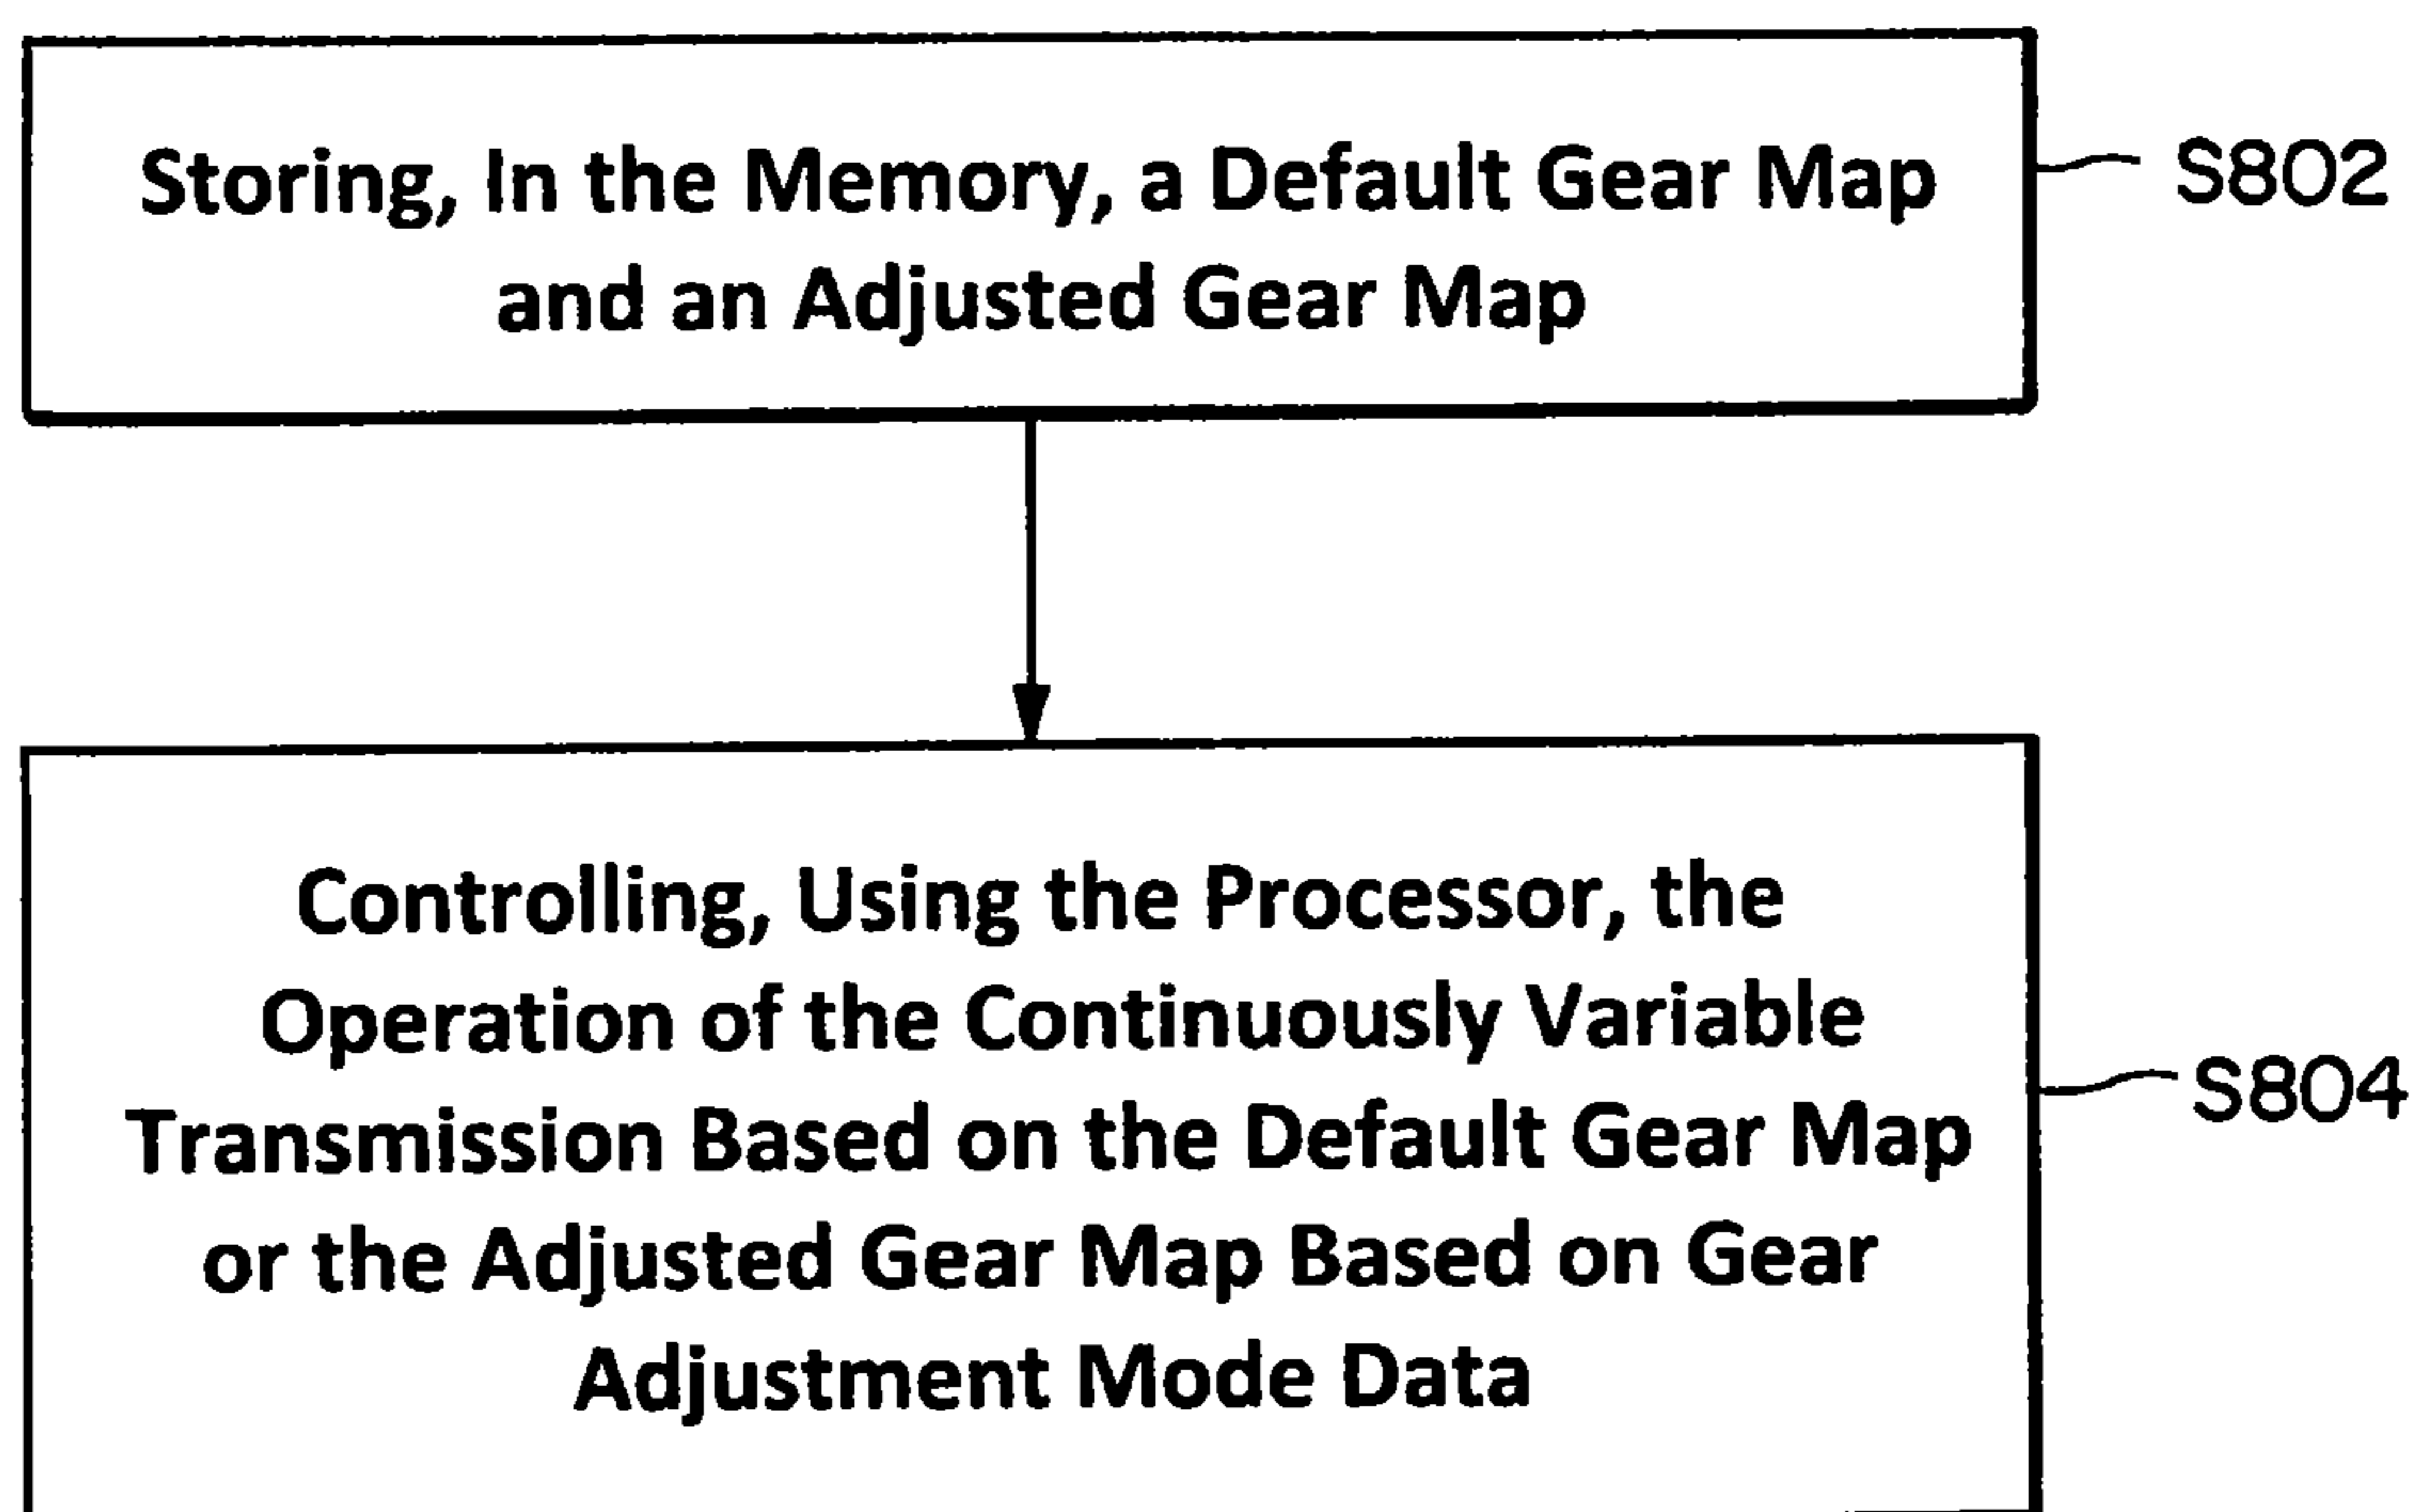 Storing, In the Memory, a Default Gear Map
and an Adjusted Gear Map
S802
Controlling, Using the Processor, the
Operation of the Continuously Variable
Transmission Based on the Default Gear Map
or the Adjusted Gear Map Based on Gear
Adjustment Mode Data
S804